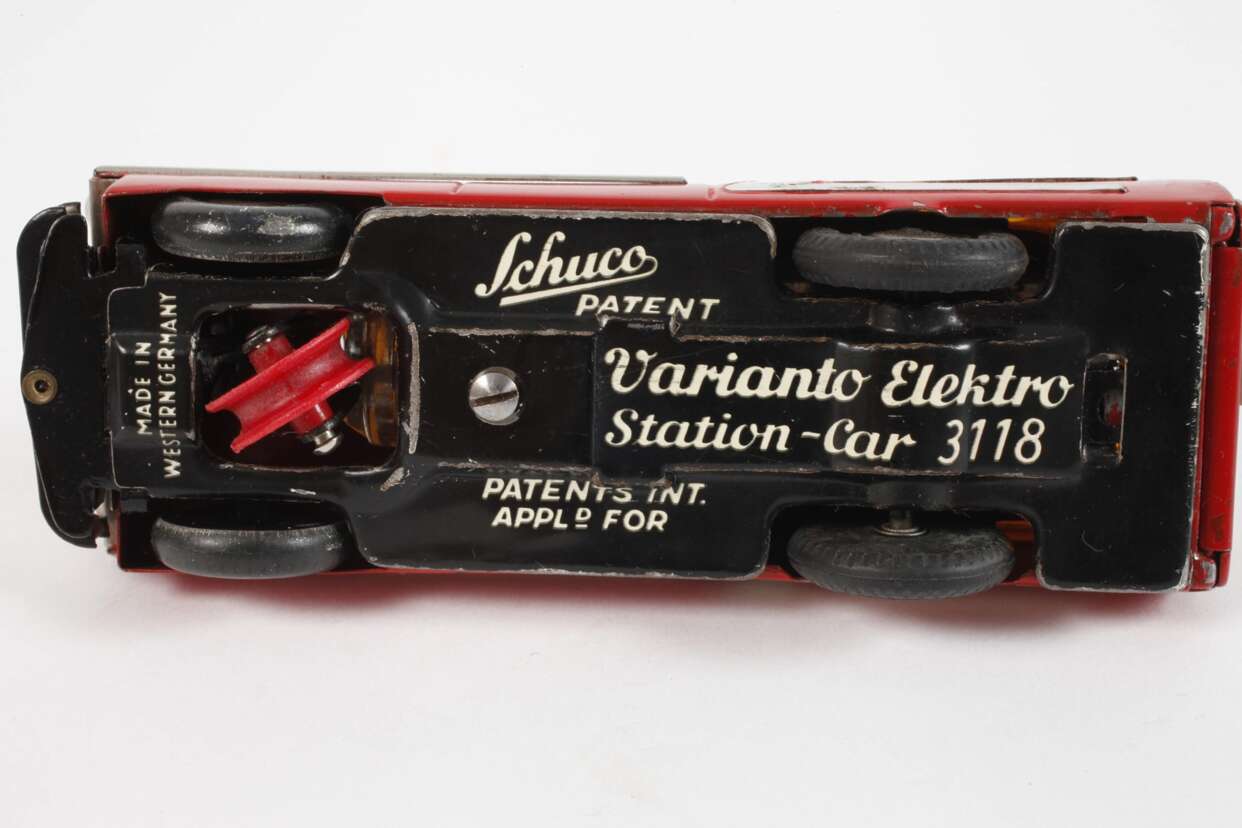 Schuco
PATENT
MADE IN
WESTERN GERMANY
Varianto Elektro
Station-Car 3118
PATENTS INT.
APPLD FOR